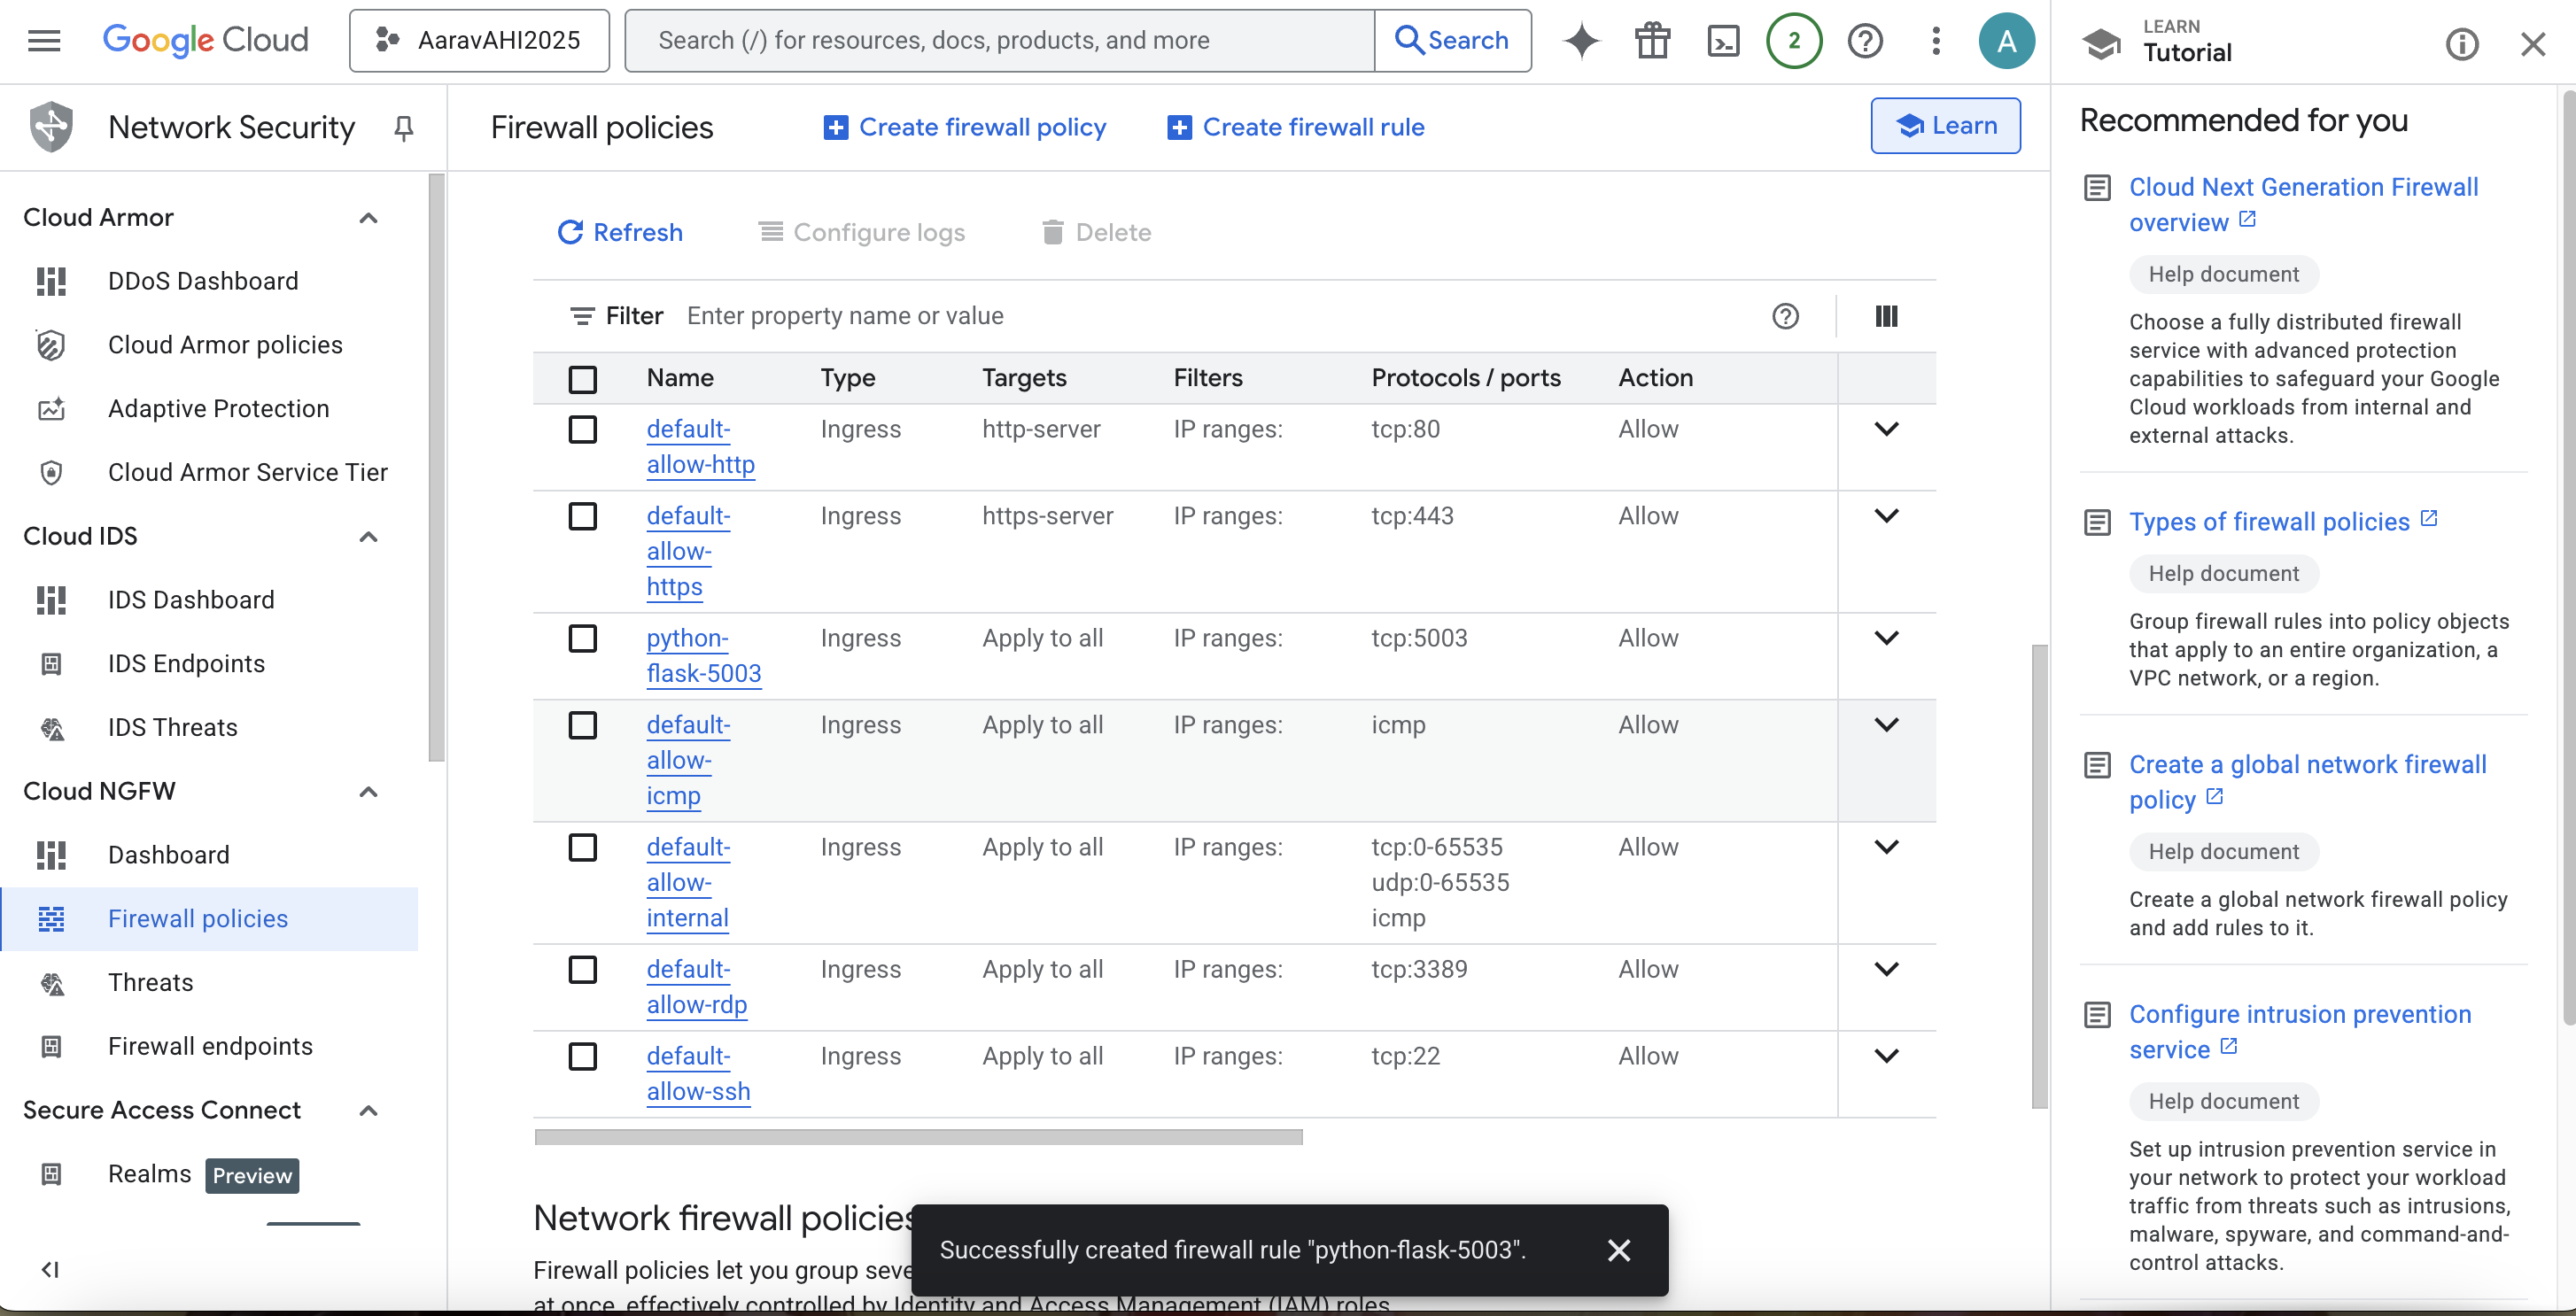 Google Cloud
AaravAHI2025
Search (/) for resources, docs, products, and more
Search
2
A
LEARN
Tutorial
Network Security
Firewall policies
Create firewall policy
Create firewall rule
Learn
Cloud Armor
DDoS Dashboard
Cloud Armor policies
Adaptive Protection
Cloud Armor Service Tier
Cloud IDS
IDS Dashboard
IDS Endpoints
IDS Threats
Cloud NGFW
Dashboard
Firewall policies
Threats
Firewall endpoints
Secure Access Connect
Realms Preview
Refresh
Configure logs
Delete
Filter Enter property name or value
Name Type Targets Filters Protocols / ports Action
default- Ingress http-server IP ranges: tcp:80 Allow
allow-http
default- Ingress https-server IP ranges: tcp:443 Allow
allow-
https
python- Ingress Apply to all IP ranges: tcp:5003 Allow
flask-5003
default- Ingress Apply to all IP ranges: icmp Allow
allow-
icmp
default- Ingress Apply to all IP ranges: tcp:0-65535 Allow
allow- udp:0-65535
internal icmp
default- Ingress Apply to all IP ranges: tcp:3389 Allow
allow-rdp
default- Ingress Apply to all IP ranges: tcp:22 Allow
allow-ssh
Network firewall policies
Firewall policies let you group seve
at once, effectively controlled by Identity and Access Management (IAM) roles.
Successfully created firewall rule "python-flask-5003".
Recommended for you
Cloud Next Generation Firewall
overview
Help document
Choose a fully distributed firewall
service with advanced protection
capabilities to safeguard your Google
Cloud workloads from internal and
external attacks.
Types of firewall policies
Help document
Group firewall rules into policy objects
that apply to an entire organization, a
VPC network, or a region.
Create a global network firewall
policy
Help document
Create a global network firewall policy
and add rules to it.
Configure intrusion prevention
service
Help document
Set up intrusion prevention service in
your network to protect your workload
traffic from threats such as intrusions,
malware, spyware, and command-and-
control attacks.